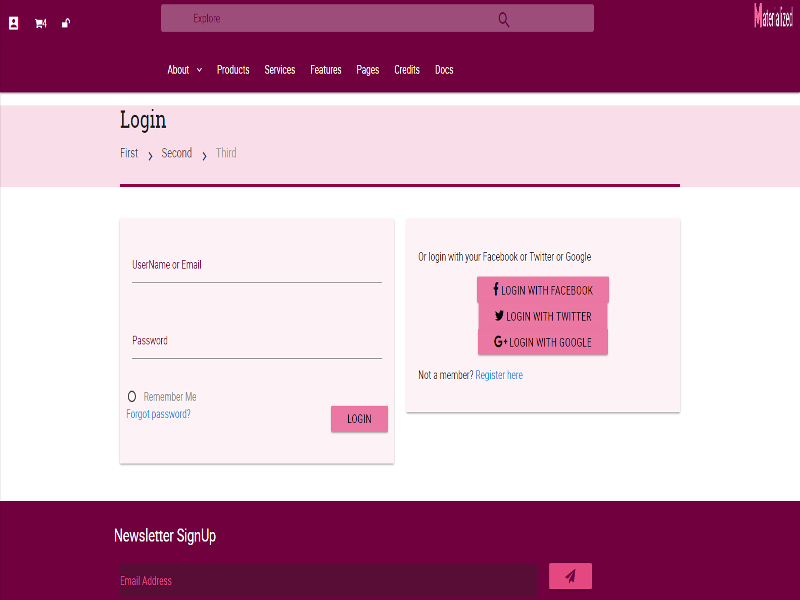 4
Explore
Materialized
About Products Services Features Pages Credits Docs
Login
First Second Third
UserName or Email
Password
Remember Me
Forgot password?
LOGIN
Or login with your Facebook or Twitter or Google
LOGIN WITH FACEBOOK
LOGIN WITH TWITTER
G+ LOGIN WITH GOOGLE
Not a member? Register here
Newsletter SignUp
Email Address